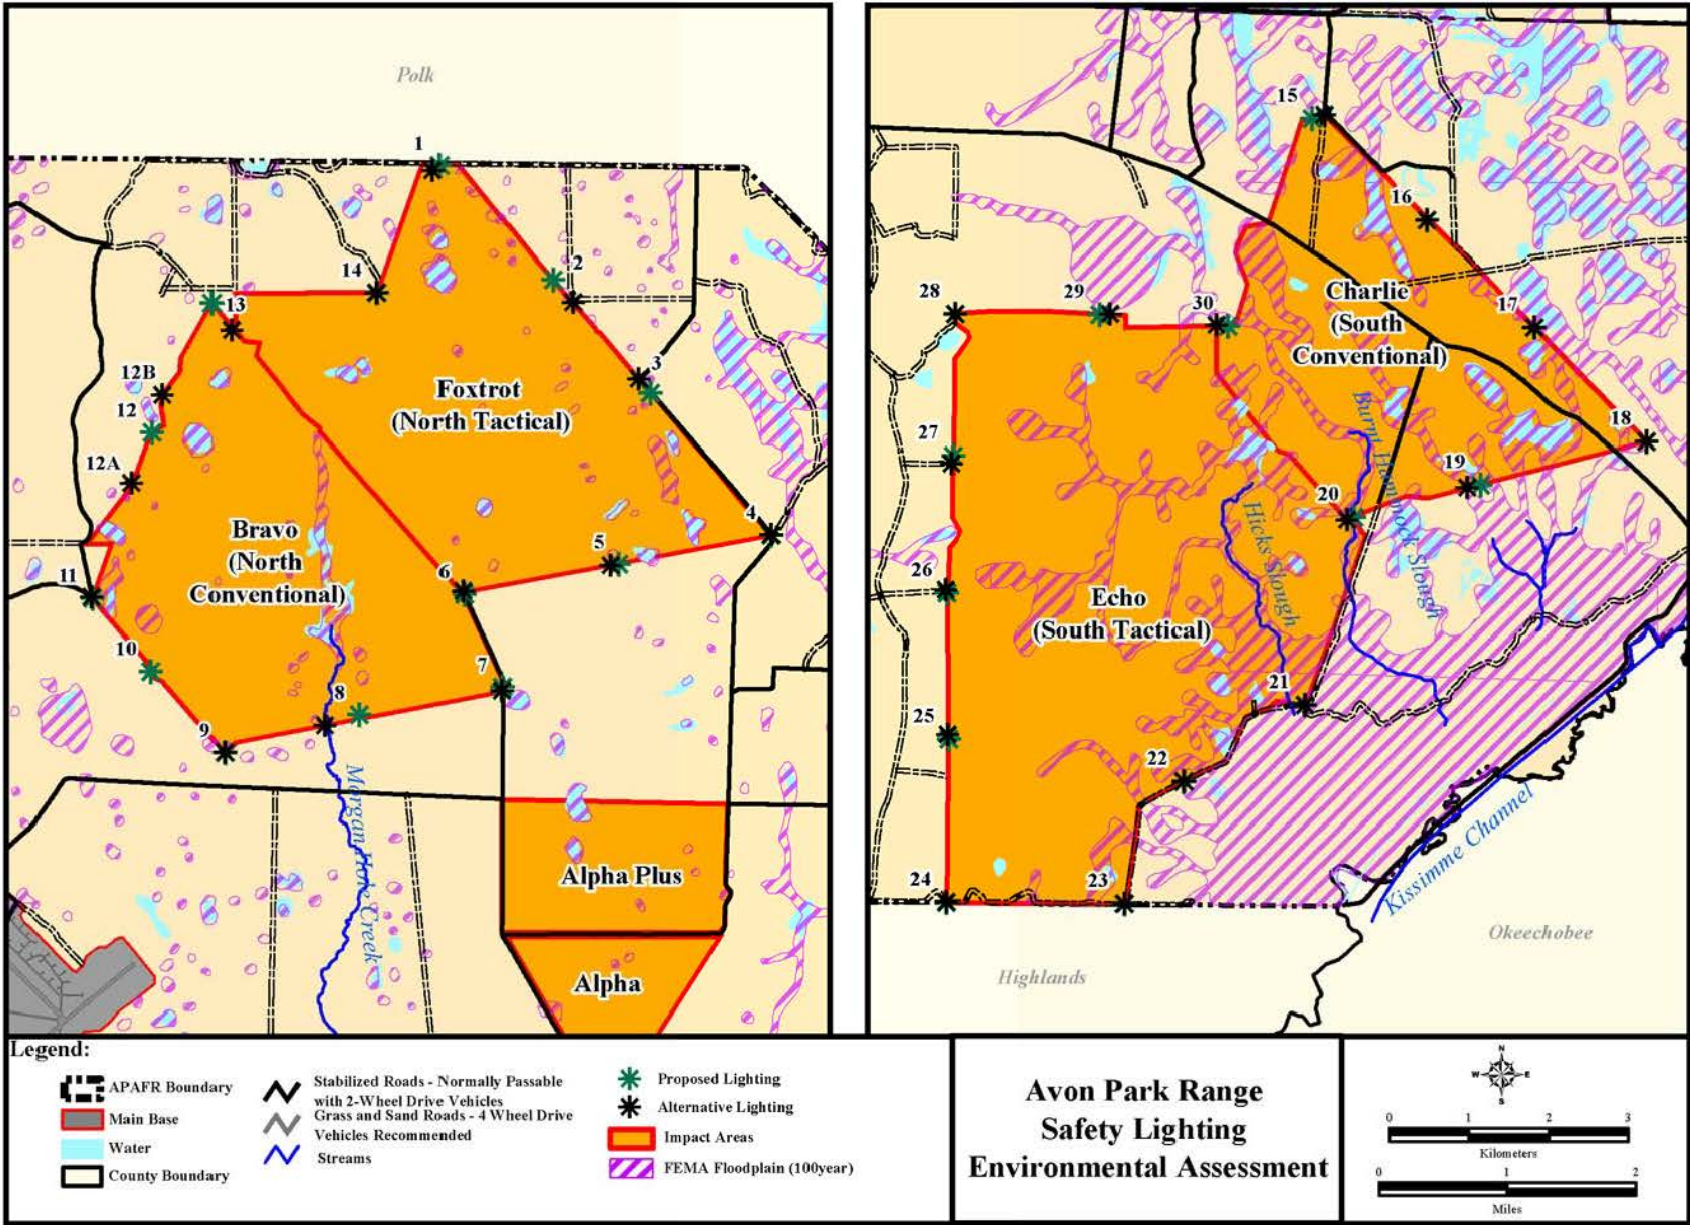 Polk
1
2
14
13
3
12B
12
Foxtrot
(North Tactical)
12A
4
Bravo
(North
Conventional)
5
6
11
10
7
8
9
Morgan Hole Creek
Alpha Plus
Alpha
15
16
28
29
30
Charlie
(South
Conventional)
17
27
18
Burnt Hammock Slough
19
20
Hicks Slough
26
Echo
(South Tactical)
21
25
22
24
23
Kissimme Channel
Okeechobee
Highlands
Legend:
APAFR Boundary
Main Base
Water
County Boundary
Stabilized Roads - Normally Passable
with 2-Wheel Drive Vehicles
Grass and Sand Roads - 4 Wheel Drive
Vehicles Recommended
Streams
Proposed Lighting
Alternative Lighting
Impact Areas
FEMA Floodplain (100year)
Avon Park Range
Safety Lighting
Environmental Assessment
N
W E
S
0 1 2 3
Kilometers
0 1 2
Miles